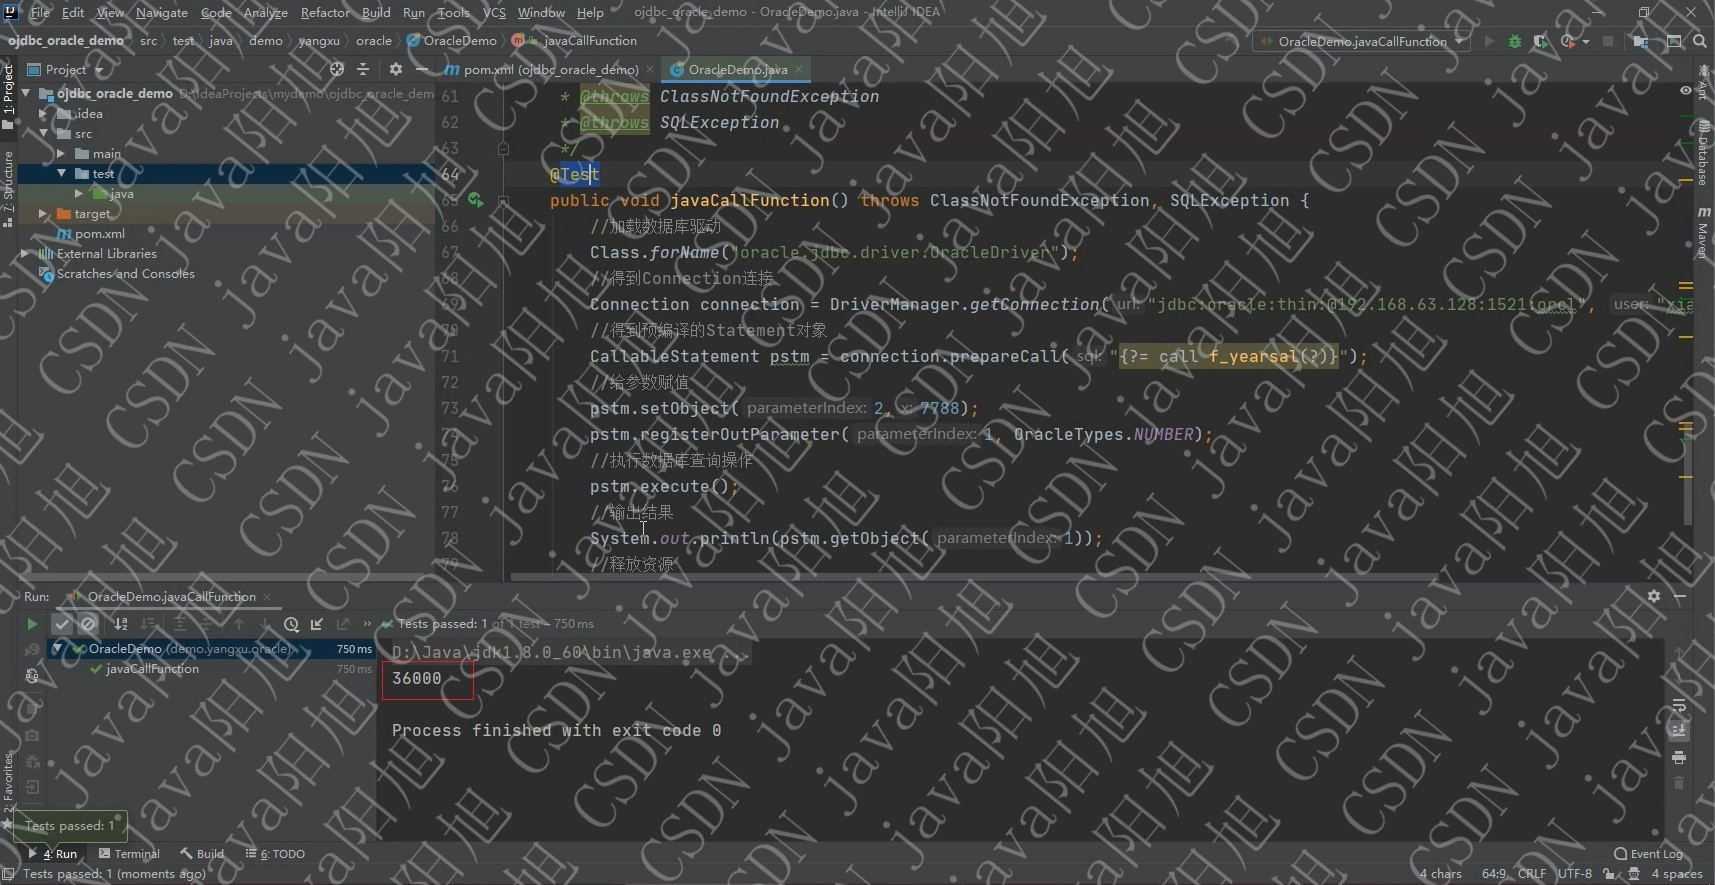 File Edit View Navigate Code Analyze Refactor Build Run Tools VCS Window Help ojdbc_oracle_demo - OracleDemo.java - IntelliJ IDEA
ojdbc_oracle_demo src test java demo yangxu oracle OracleDemo javaCallFunction OracleDemo.javaCallFunction
Project pom.xml (ojdbc_oracle_demo) OracleDemo.java
1: Project
7: Structure
2: Favorites
Ant
Database
Maven
ojdbc_oracle_demo D:\IdeaProjects\mydemo\ojdbc_oracle_dem
.idea
src
main
test
java
target
pom.xml
External Libraries
Scratches and Consoles
61 * @throws ClassNotFoundException
62 * @throws SQLException
63 */
64 @Test
65 public void javaCallFunction() throws ClassNotFoundException, SQLException {
66 //加载数据库驱动
67 Class.forName("oracle.jdbc.driver.OracleDriver");
68 //得到Connection连接
69 Connection connection = DriverManager.getConnection( url: "jdbc:oracle:thin:@192.168.63.128:1521:orcl", user: "xia
70 //得到预编译的Statement对象
71 CallableStatement pstm = connection.prepareCall( sql: "{?= call f_yearsal(?)}");
72 //给参数赋值
73 pstm.setObject( parameterIndex: 2, x: 7788);
74 pstm.registerOutParameter( parameterIndex: 1, OracleTypes.NUMBER);
75 //执行数据库查询操作
76 pstm.execute();
77 //输出结果
78 System.out.println(pstm.getObject( parameterIndex: 1));
79 //释放资源
Run: OracleDemo.javaCallFunction
Tests passed: 1 of 1 test – 750 ms
OracleDemo (demo.yangxu.oracle) 750 ms
javaCallFunction 750 ms
D:\Java\jdk1.8.0_60\bin\java.exe ...
36000
Process finished with exit code 0
Tests passed: 1
4: Run Terminal Build 6: TODO Event Log
Tests passed: 1 (moments ago) 4 chars 64:9 CRLF UTF-8 4 spaces
CSDN java阳旭